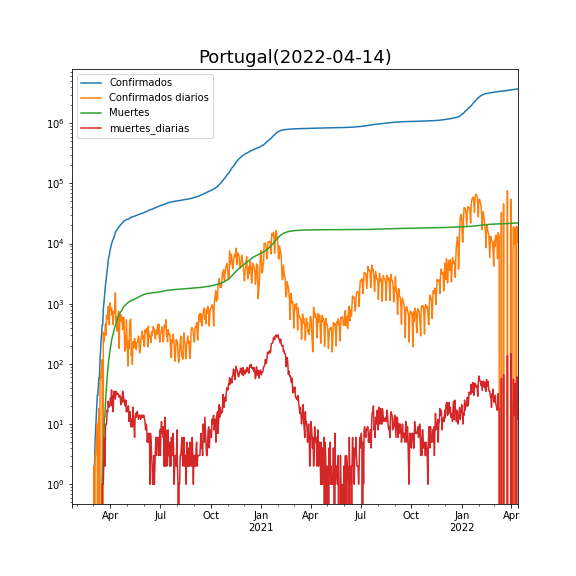 Portugal(2022-04-14)
Confirmados
Confirmados diarios
Muertes
muertes_diarias
10⁶
10⁵
10⁴
10³
10²
10¹
10⁰
Apr Jul Oct Jan Apr Jul Oct Jan Apr
2021 2022